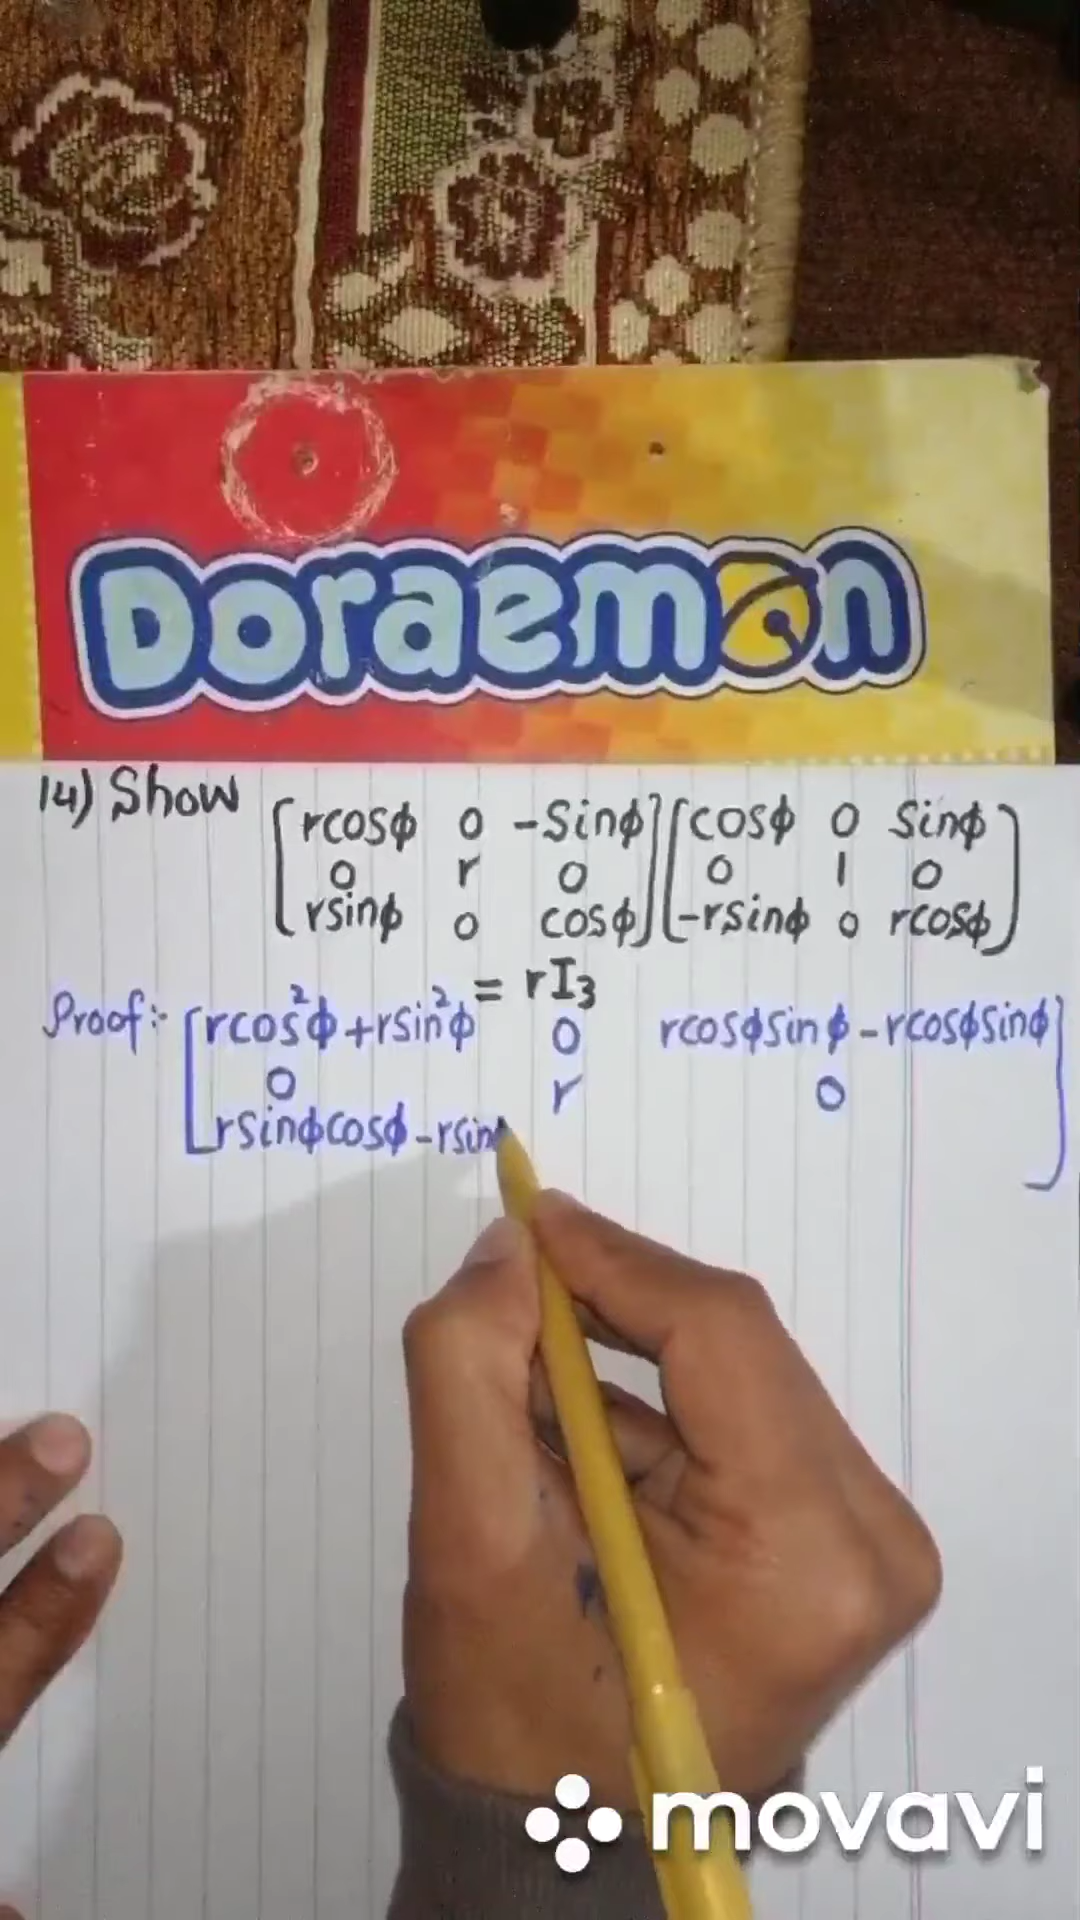 Doraemon
14) Show
[rcosϕ 0 -Sinϕ] [cosϕ 0 Sinϕ]
[0 r 0] [0 1 0]
[rsinϕ 0 cosϕ] [-rsinϕ 0 rcosϕ]
= rI₃
Proof:- [rcos²ϕ+rsin²ϕ 0 rcosϕsinϕ-rcosϕsinϕ]
0 r 0
rsinϕcosϕ-rsinϕ
movavi